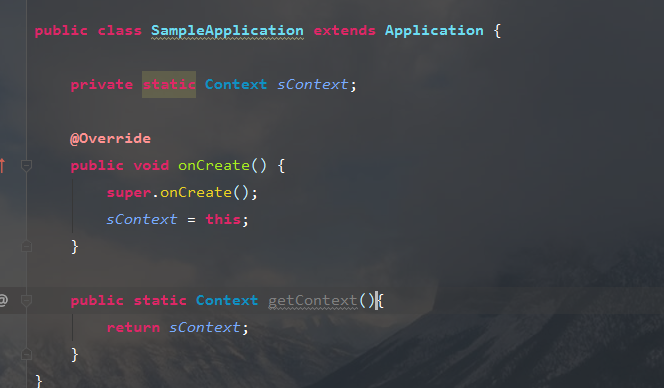 public class SampleApplication extends Application {
private static Context sContext;
@Override
public void onCreate() {
super.onCreate();
sContext = this;
}
public static Context getContext(){
return sContext;
}
}